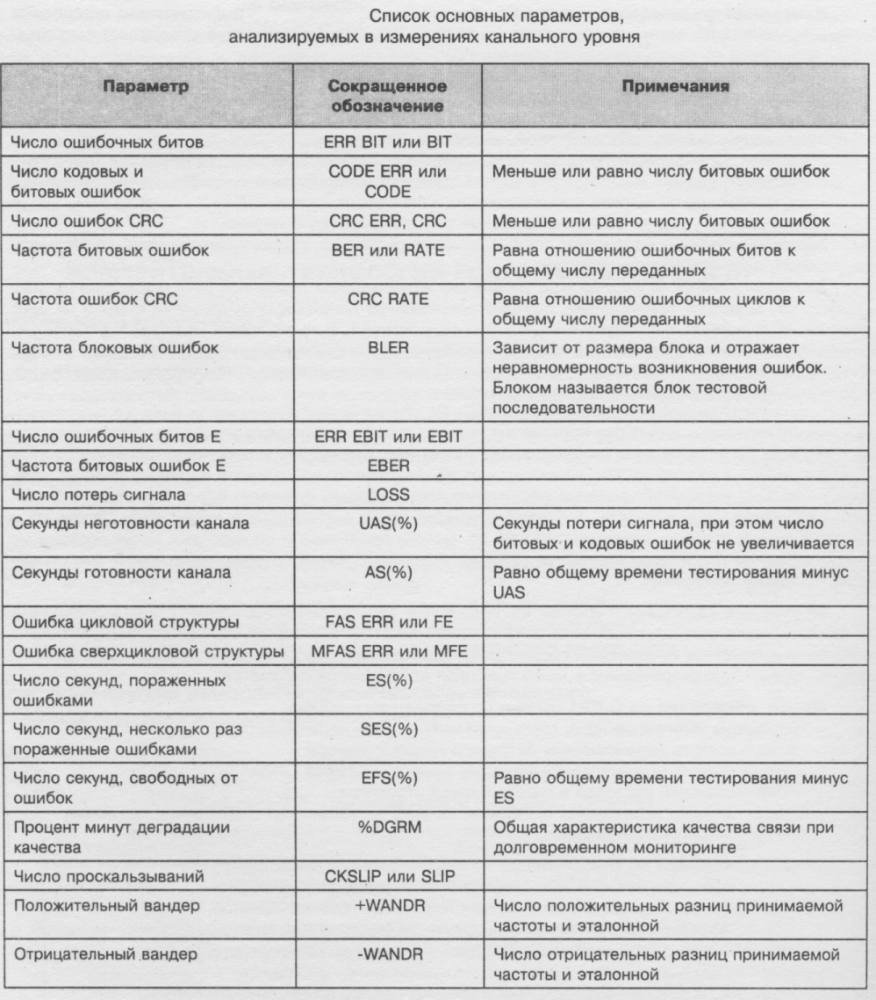 Список основных параметров,
анализируемых в измерениях канального уровня
Параметр
Сокращенное
обозначение
Примечания
Число ошибочных битов
ERR BIT или BIT
Число кодовых и
битовых ошибок
CODE ERR или
CODE
Меньше или равно числу битовых ошибок
Число ошибок CRC
CRC ERR, CRC
Меньше или равно числу битовых ошибок
Частота битовых ошибок
BER или RATE
Равна отношению ошибочных битов к
общему числу переданных
Частота ошибок CRC
CRC RATE
Равна отношению ошибочных циклов к
общему числу переданных
Частота блоковых ошибок
BLER
Зависит от размера блока и отражает
неравномерность возникновения ошибок.
Блоком называется блок тестовой
последовательности
Число ошибочных битов E
ERR EBIT или EBIT
Частота битовых ошибок E
EBER
Число потерь сигнала
LOSS
Секунды неготовности канала
UAS(%)
Секунды потери сигнала, при этом число
битовых и кодовых ошибок не увеличивается
Секунды готовности канала
AS(%)
Равно общему времени тестирования минус
UAS
Ошибка цикловой структуры
FAS ERR или FE
Ошибка сверхцикловой структуры
MFAS ERR или MFE
Число секунд, пораженных
ошибками
ES(%)
Число секунд, несколько раз
пораженные ошибками
SES(%)
Число секунд, свободных от
ошибок
EFS(%)
Равно общему времени тестирования минус
ES
Процент минут деградации
качества
%DGRM
Общая характеристика качества связи при
долговременном мониторинге
Число проскальзываний
CKSLIP или SLIP
Положительный вандер
+WANDR
Число положительных разниц принимаемой
частоты и эталонной
Отрицательный вандер
-WANDR
Число отрицательных разниц принимаемой
частоты и эталонной